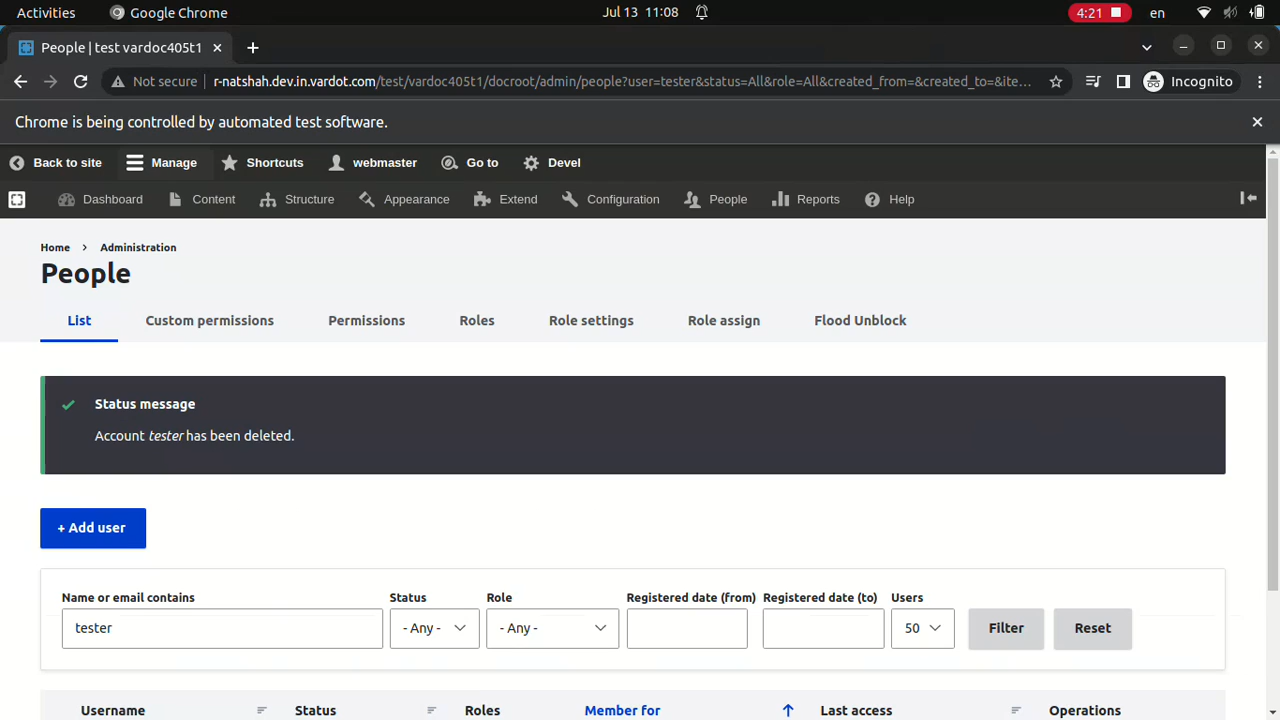 Activities Google Chrome Jul 13 11:08 4:21 en
People | test vardoc405t1
Not secure r-natshah.dev.in.vardot.com/test/vardoc405t1/docroot/admin/people?user=tester&status=All&role=All&created_from=&created_to=&ite... Incognito
Chrome is being controlled by automated test software.
Back to site Manage Shortcuts webmaster Go to Devel
Dashboard Content Structure Appearance Extend Configuration People Reports Help
Home Administration
People
List Custom permissions Permissions Roles Role settings Role assign Flood Unblock
Status message
Account tester has been deleted.
+ Add user
Name or email contains Status Role Registered date (from) Registered date (to) Users
tester - Any - - Any - 50 Filter Reset
Username Status Roles Member for Last access Operations